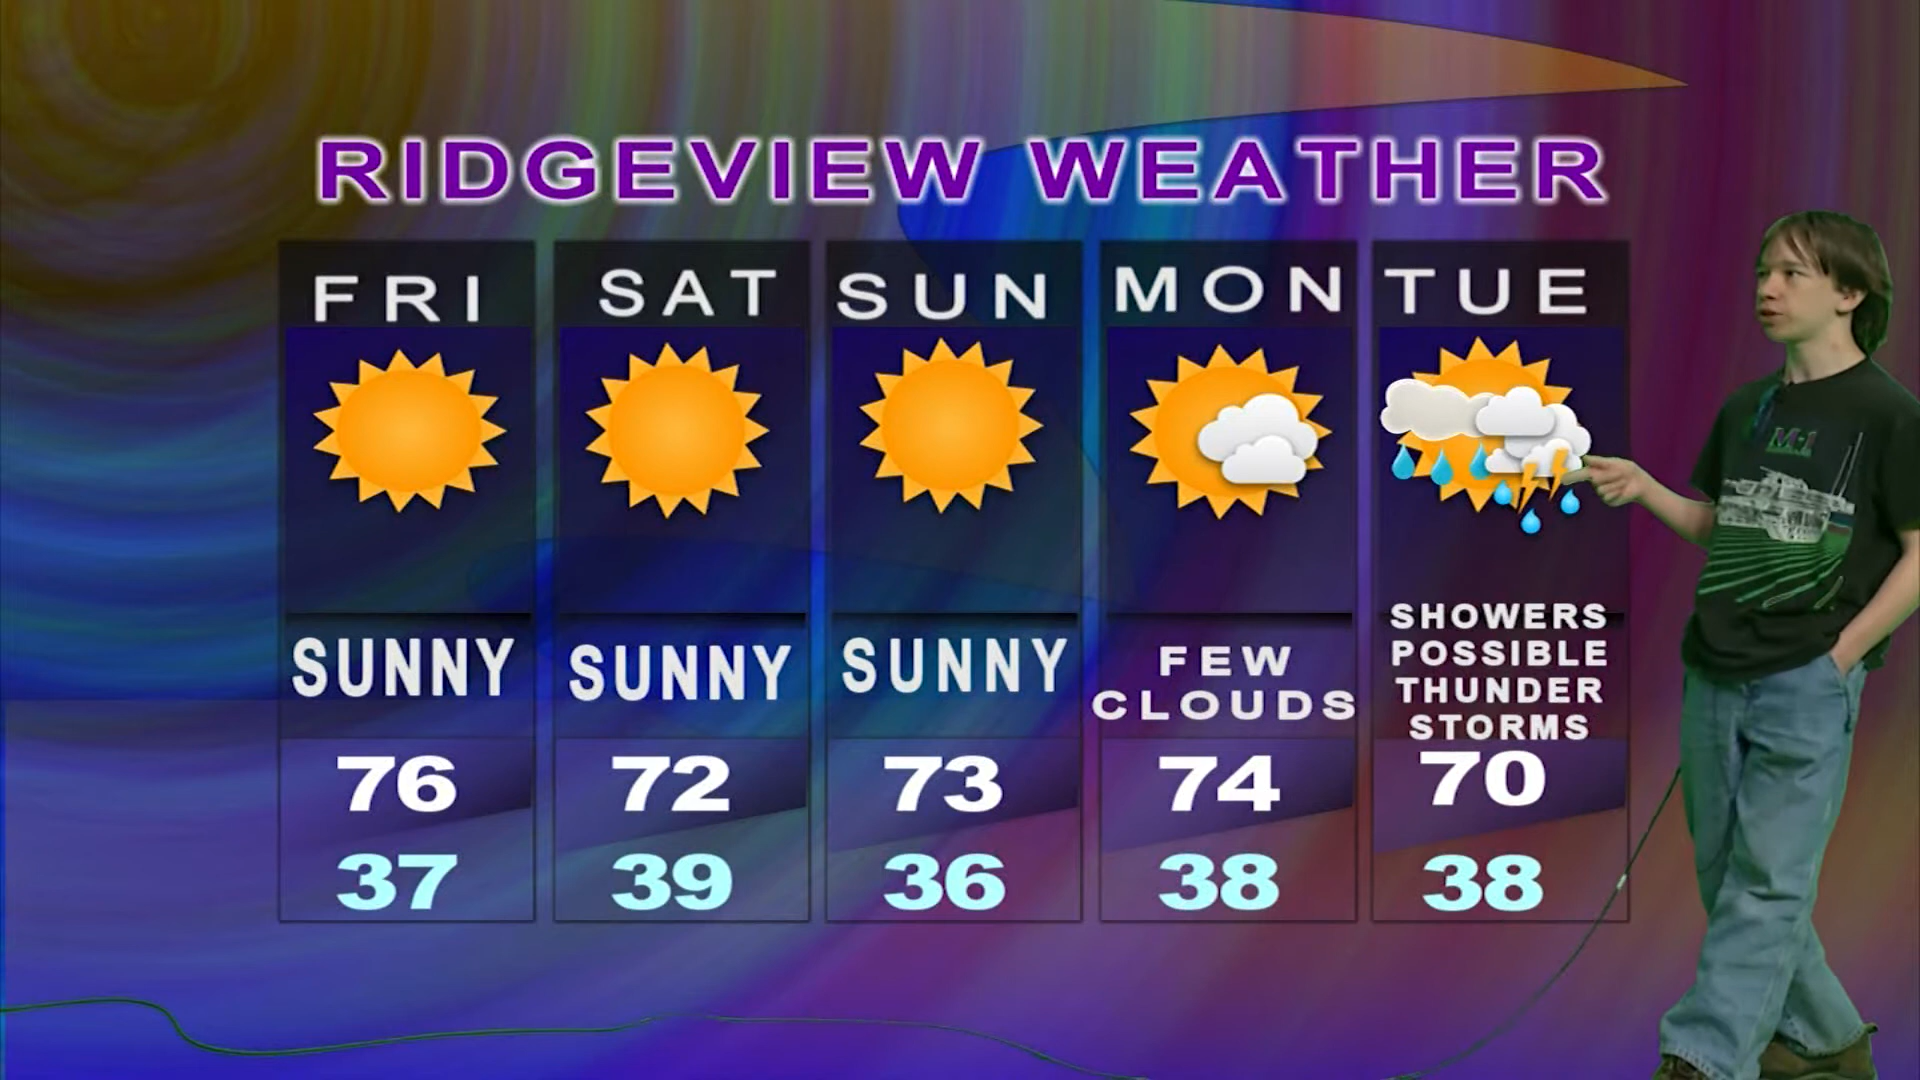 RIDGEVIEW WEATHER
FRI
SAT
SUN
MON
TUE
SUNNY
SUNNY
SUNNY
FEW
CLOUDS
SHOWERS
POSSIBLE
THUNDER
STORMS
76
72
73
74
70
37
39
36
38
38
M-1